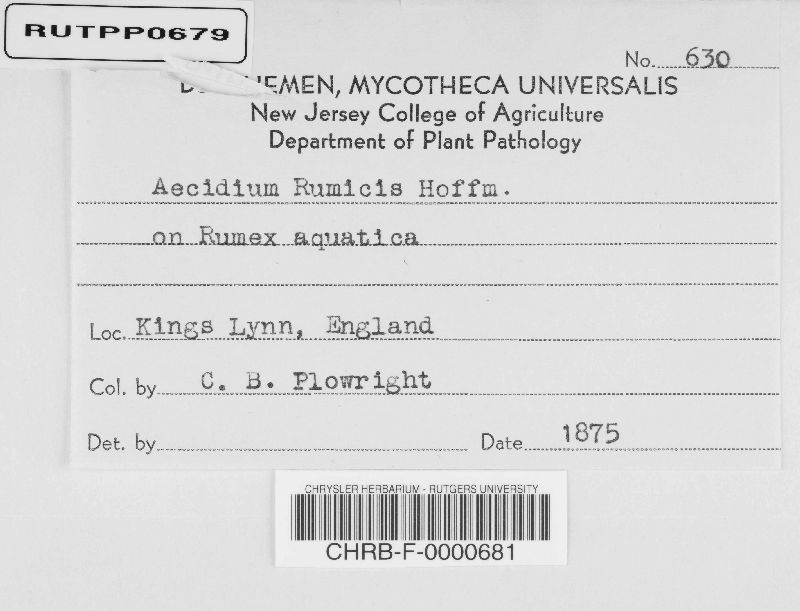 RUTPP0679
No. 630
MYCOTHECA UNIVERSALIS
New Jersey College of Agriculture
Department of Plant Pathology
Aecidium Rumicis Hoffm.
on Rumex aquatica
Loc. Kings Lynn, England
Col. by C. B. Plowright
Det. by
Date 1875
CHRYSLER HERBARIUM - RUTGERS UNIVERSITY
CHRB-F-0000681